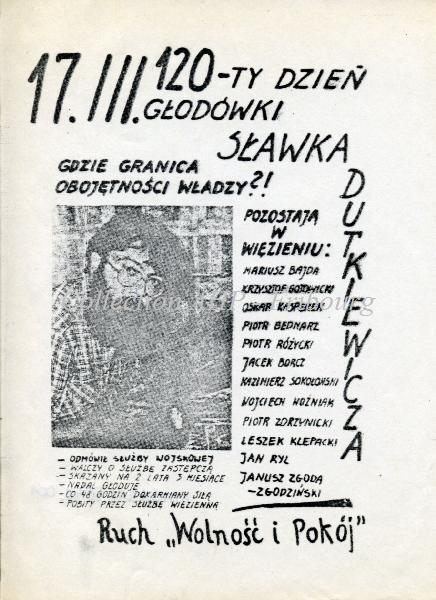 17.III. 120-TY DZIEŃ
GŁODÓWKI
SŁAWKA
DUTKIEWICZA
GDZIE GRANICA
OBOJĘTNOŚCI WŁADZY?!
POZOSTAJĄ
W
WIĘZIENIU:
MARIUSZ BAJDA
KRZYSZTOF
OSKAR KASPEREK
PIOTR BEDNARZ
PIOTR RÓŻYCKI
JACEK BORCZ
KAZIMIERZ SOKOŁOWSKI
WOJCIECH WOŹNIAK
PIOTR ZDRZYNICKI
LESZEK KLEPACKI
JAN RYL
JANUSZ ZGODA
-ZGODZIŃSKI
- ODMÓWIŁ SŁUŻBY WOJSKOWEJ
- WALCZY O SŁUŻBĘ ZASTĘPCZĄ
- SKAZANY NA 2 LATA 3 MIESIĄCE
- NADAL GŁODUJE
- CO 48 GODZIN DOKARMIANY SIŁĄ
- POBITY PRZEZ SŁUŻBĘ WIĘZIENNĄ
Ruch „Wolność i Pokój"